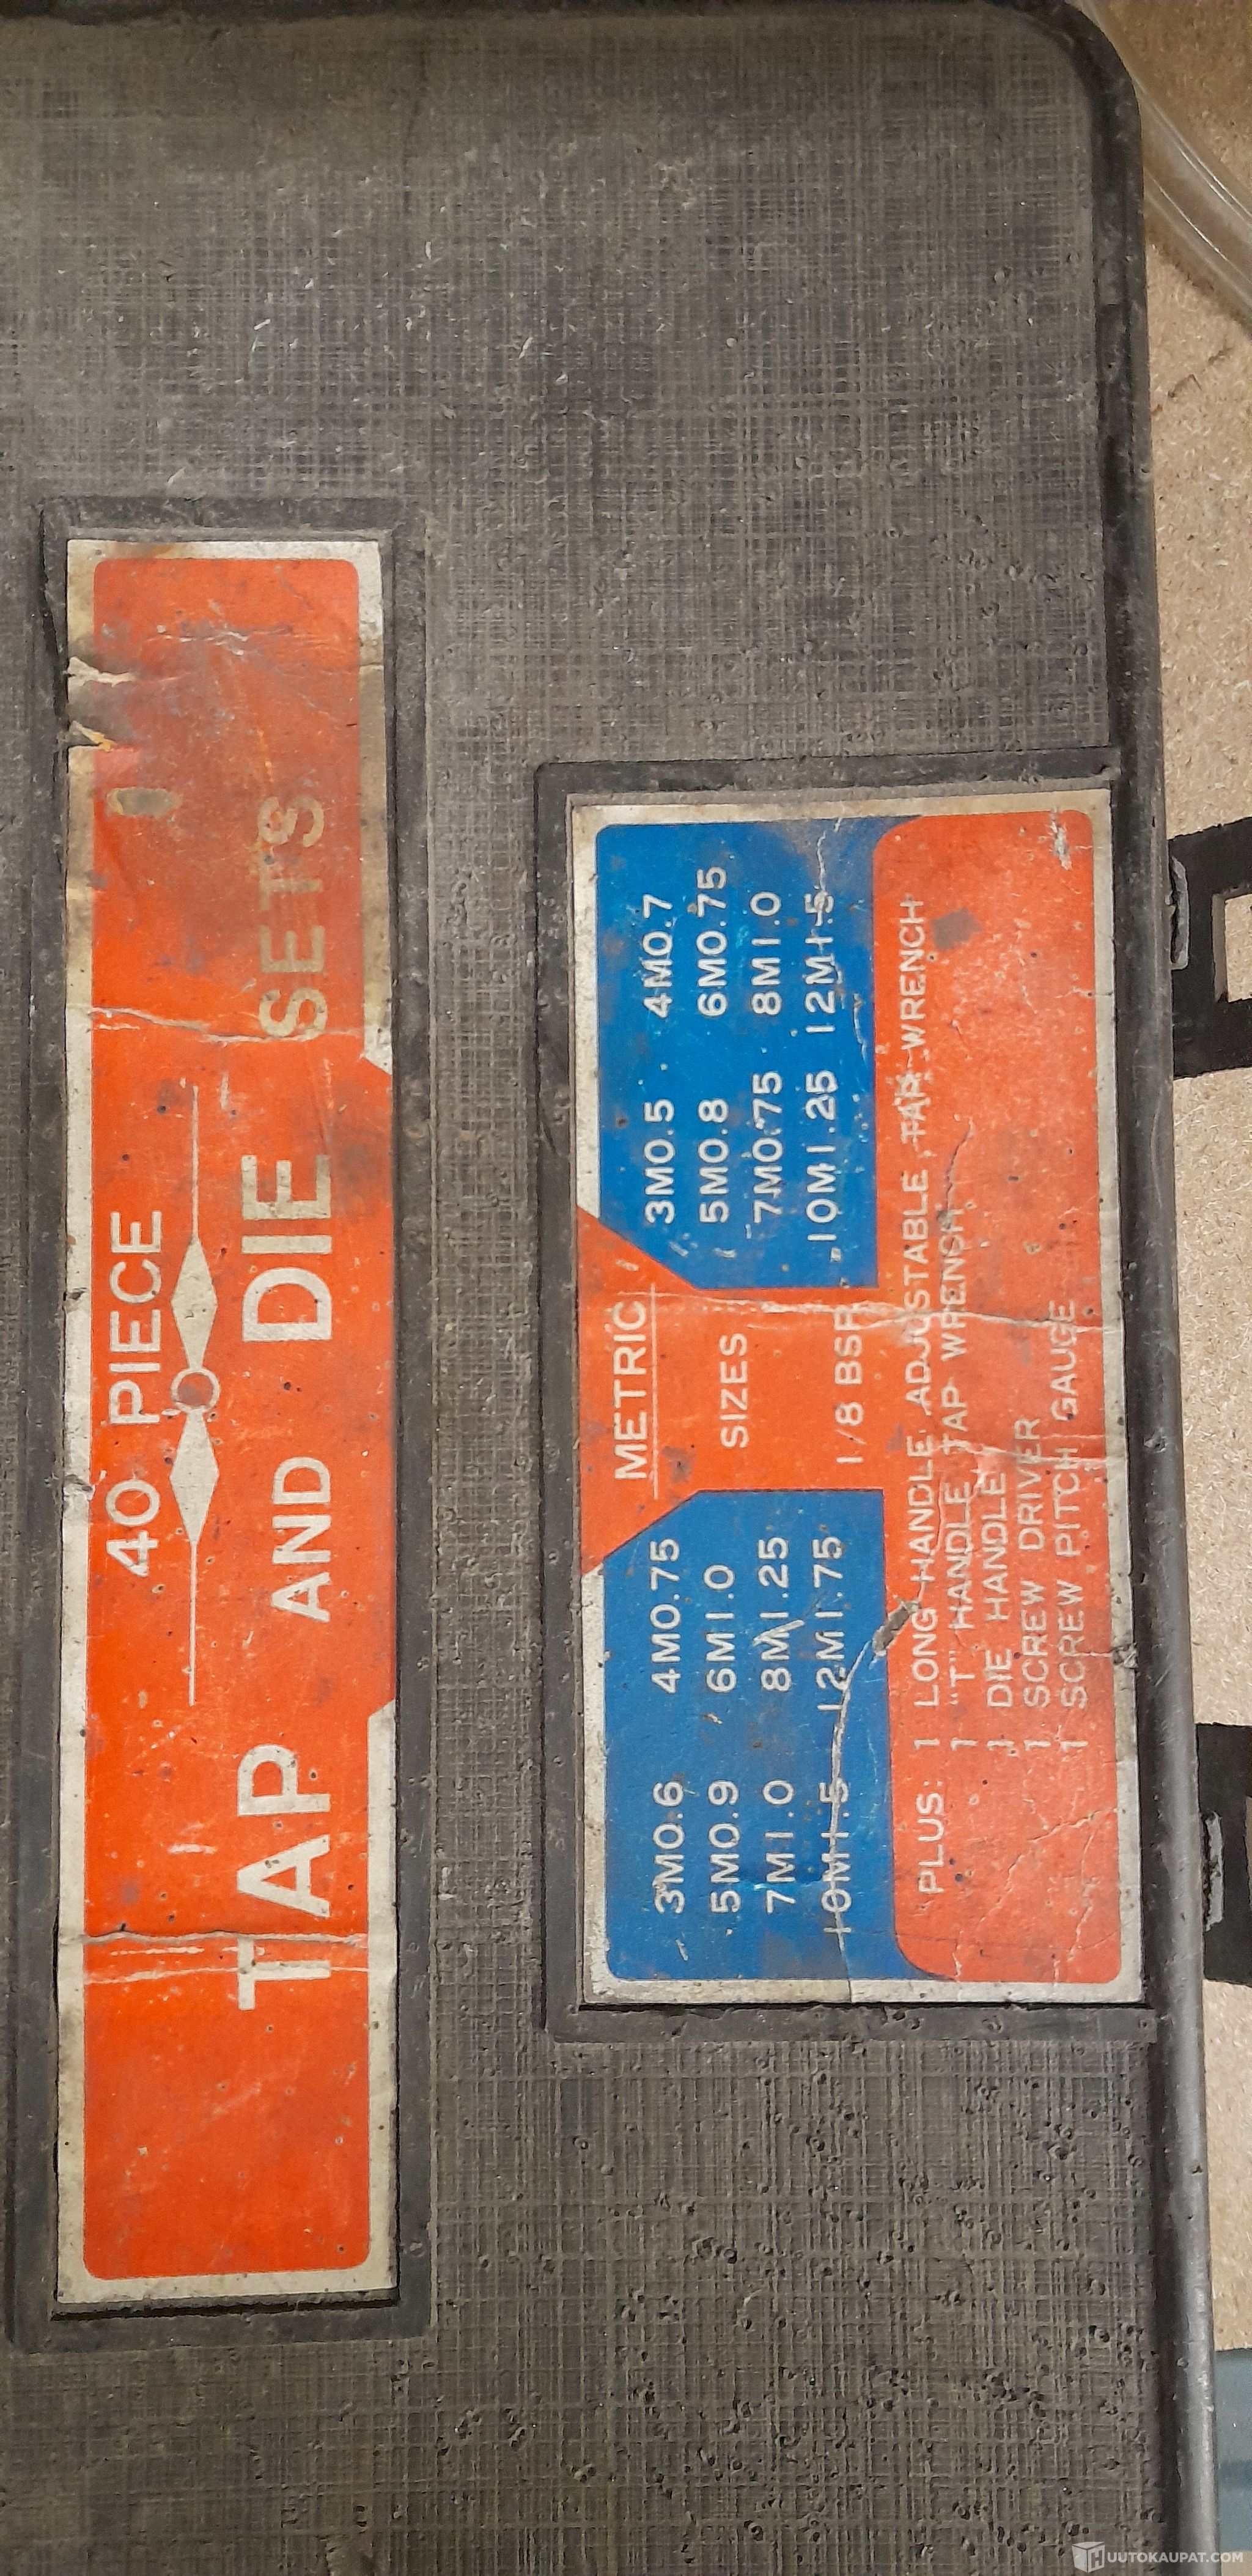 40 PIECE
TAP AND DIE SETS
METRIC
SIZES
1/8 BSP
3M0.6 4M0.75
5M0.9 6M1.0
7M1.0 8M1.25
10M1.5 12M1.75
3M0.5 4M0.7
5M0.8 6M0.75
7M0.75 8M1.0
10M1.25 12M1.5
PLUS: 1 LONG HANDLE ADJUSTABLE TAP WRENCH
1 "T" HANDLE TAP WRENSH
1 DIE HANDLE
1 SCREW DRIVER
1 SCREW PITCH GAUGE
HUUTOKAUPAT.COM